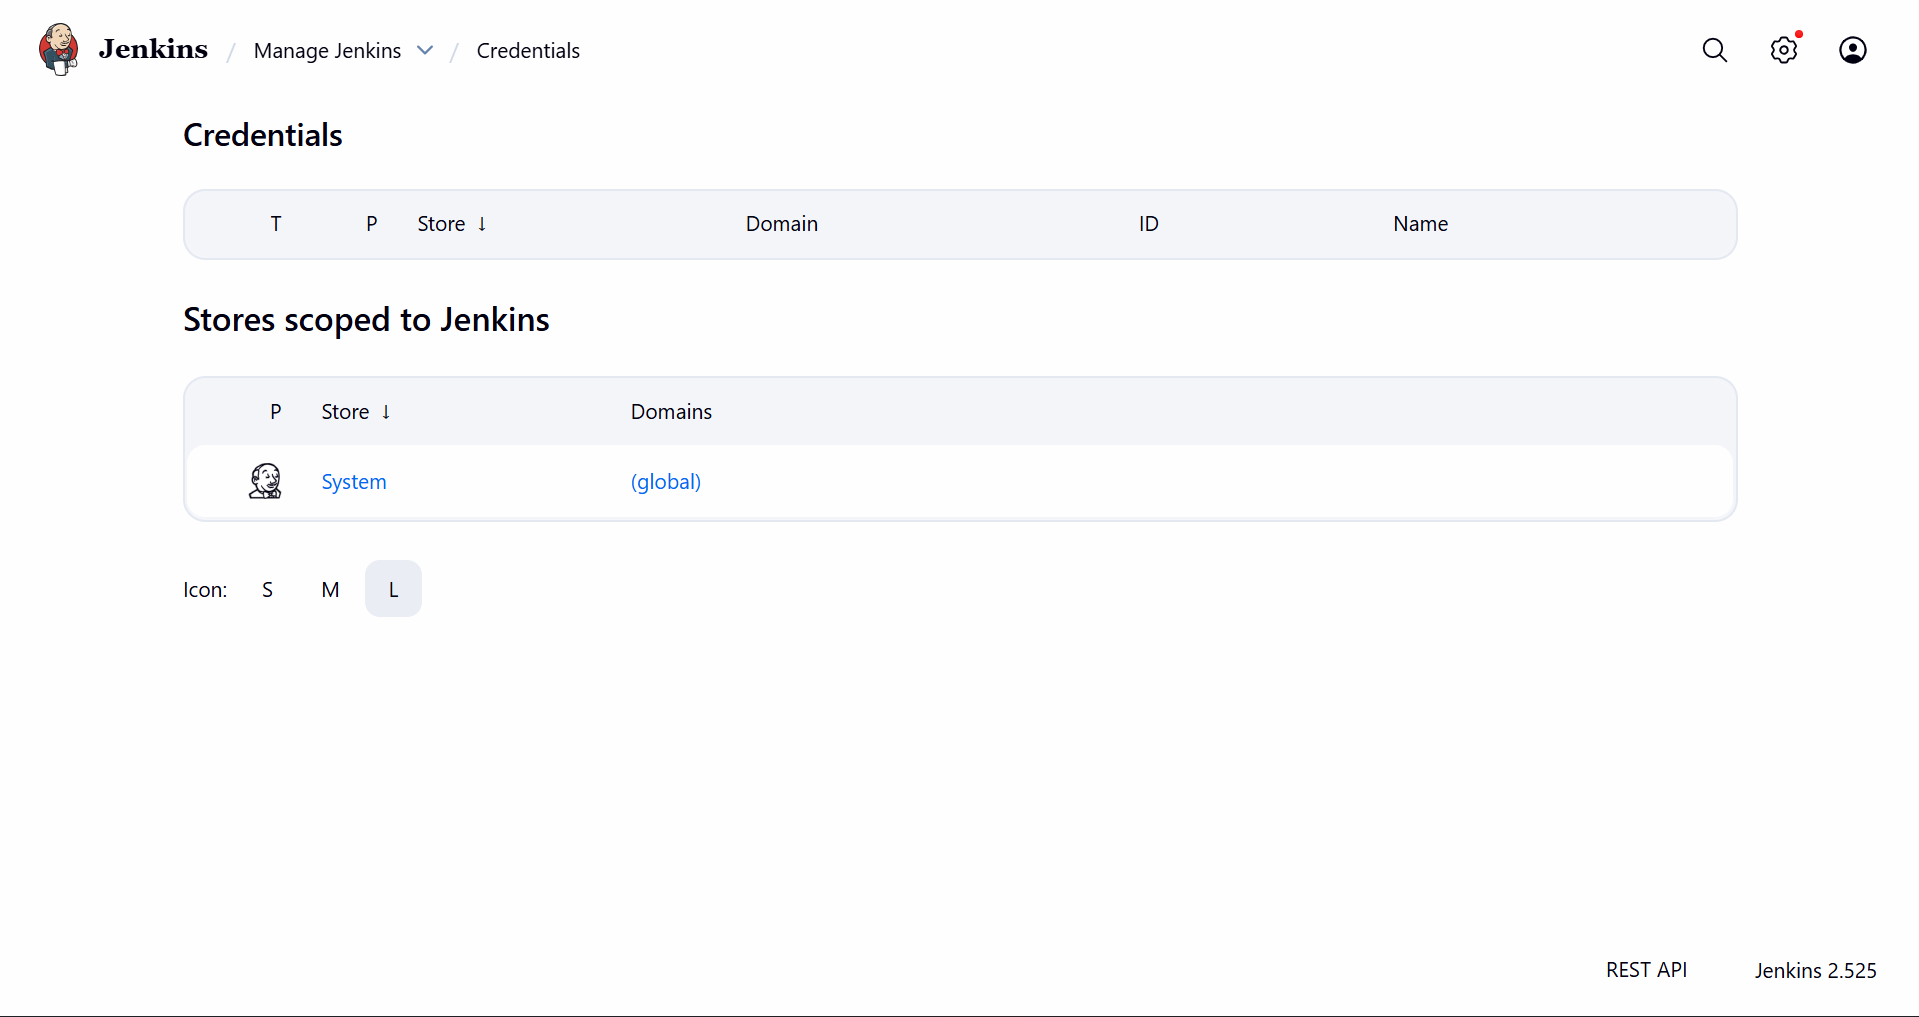 Jenkins / Manage Jenkins / Credentials
Credentials
T P Store ↓ Domain ID Name
Stores scoped to Jenkins
P Store ↓ Domains
System (global)
Icon: S M L
REST API Jenkins 2.525